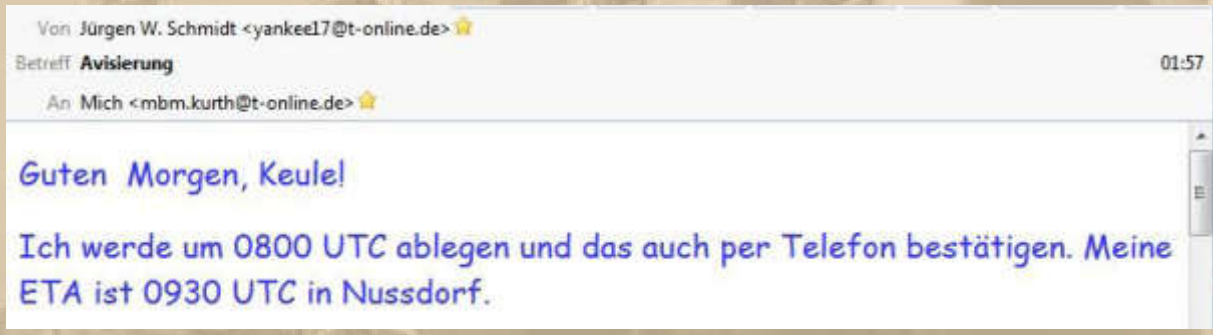 Von Jürgen W. Schmidt <yankee17@t-online.de>
Betreff Avisierung 01:57
An Mich <mbm.kurth@t-online.de>
Guten Morgen, Keule!
Ich werde um 0800 UTC ablegen und das auch per Telefon bestätigen. Meine
ETA ist 0930 UTC in Nussdorf.